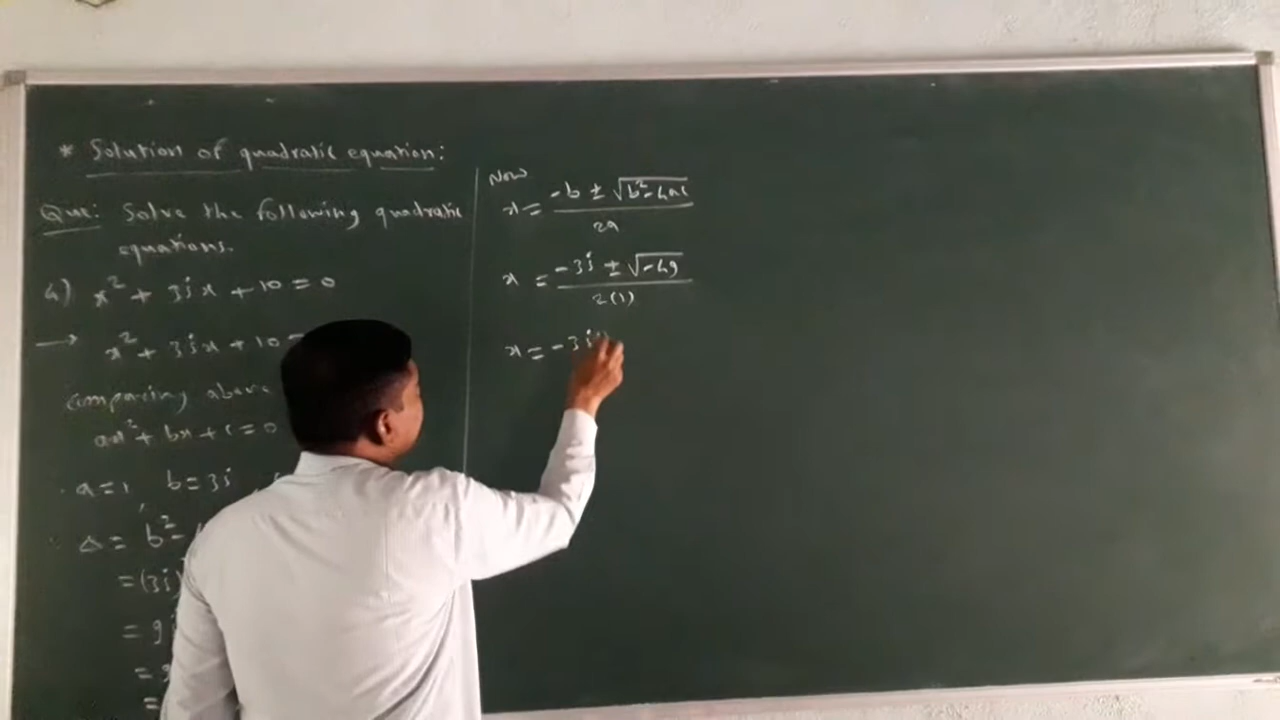 * Solution of quadratic equation:
Que: Solve the following quadratic
equations.
4) x² + 3ix + 10 = 0
→ x² + 3ix + 10 =
Comparing above
ax² + bx + c = 0
∴ a = 1 b = 3i
∴ Δ = b² -
= (3i)
= 9
=
=
Now
x = (-b ± √(b² - 4ac)) / 2a
x = (-3i ± √-49) / 2(1)
x = -3i